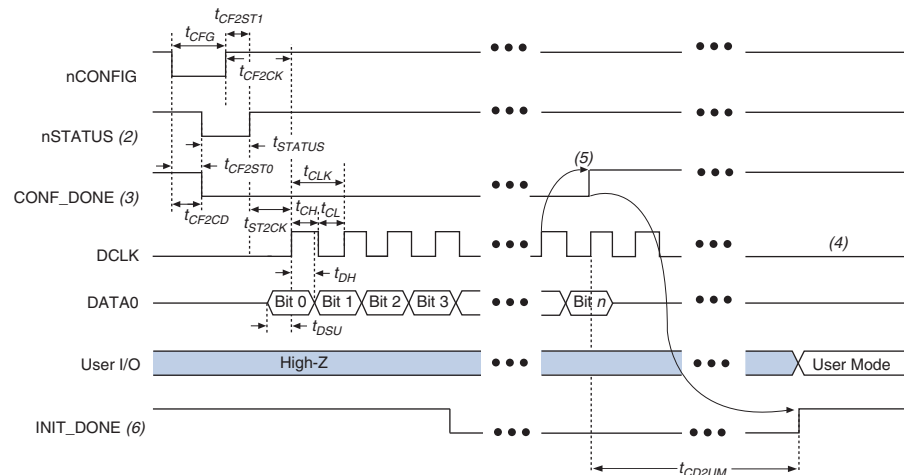 tCF2ST1
tCFG
tCF2CK
nCONFIG
nSTATUS (2)
tSTATUS
tCF2ST0
(5)
tCLK
CONF_DONE (3)
tCF2CD
tCH tCL
tST2CK
DCLK
(4)
tDH
DATA0
Bit 0 Bit 1 Bit 2 Bit 3 Bit n
tDSU
User I/O
High-Z
User Mode
INIT_DONE (6)
tCD2UM